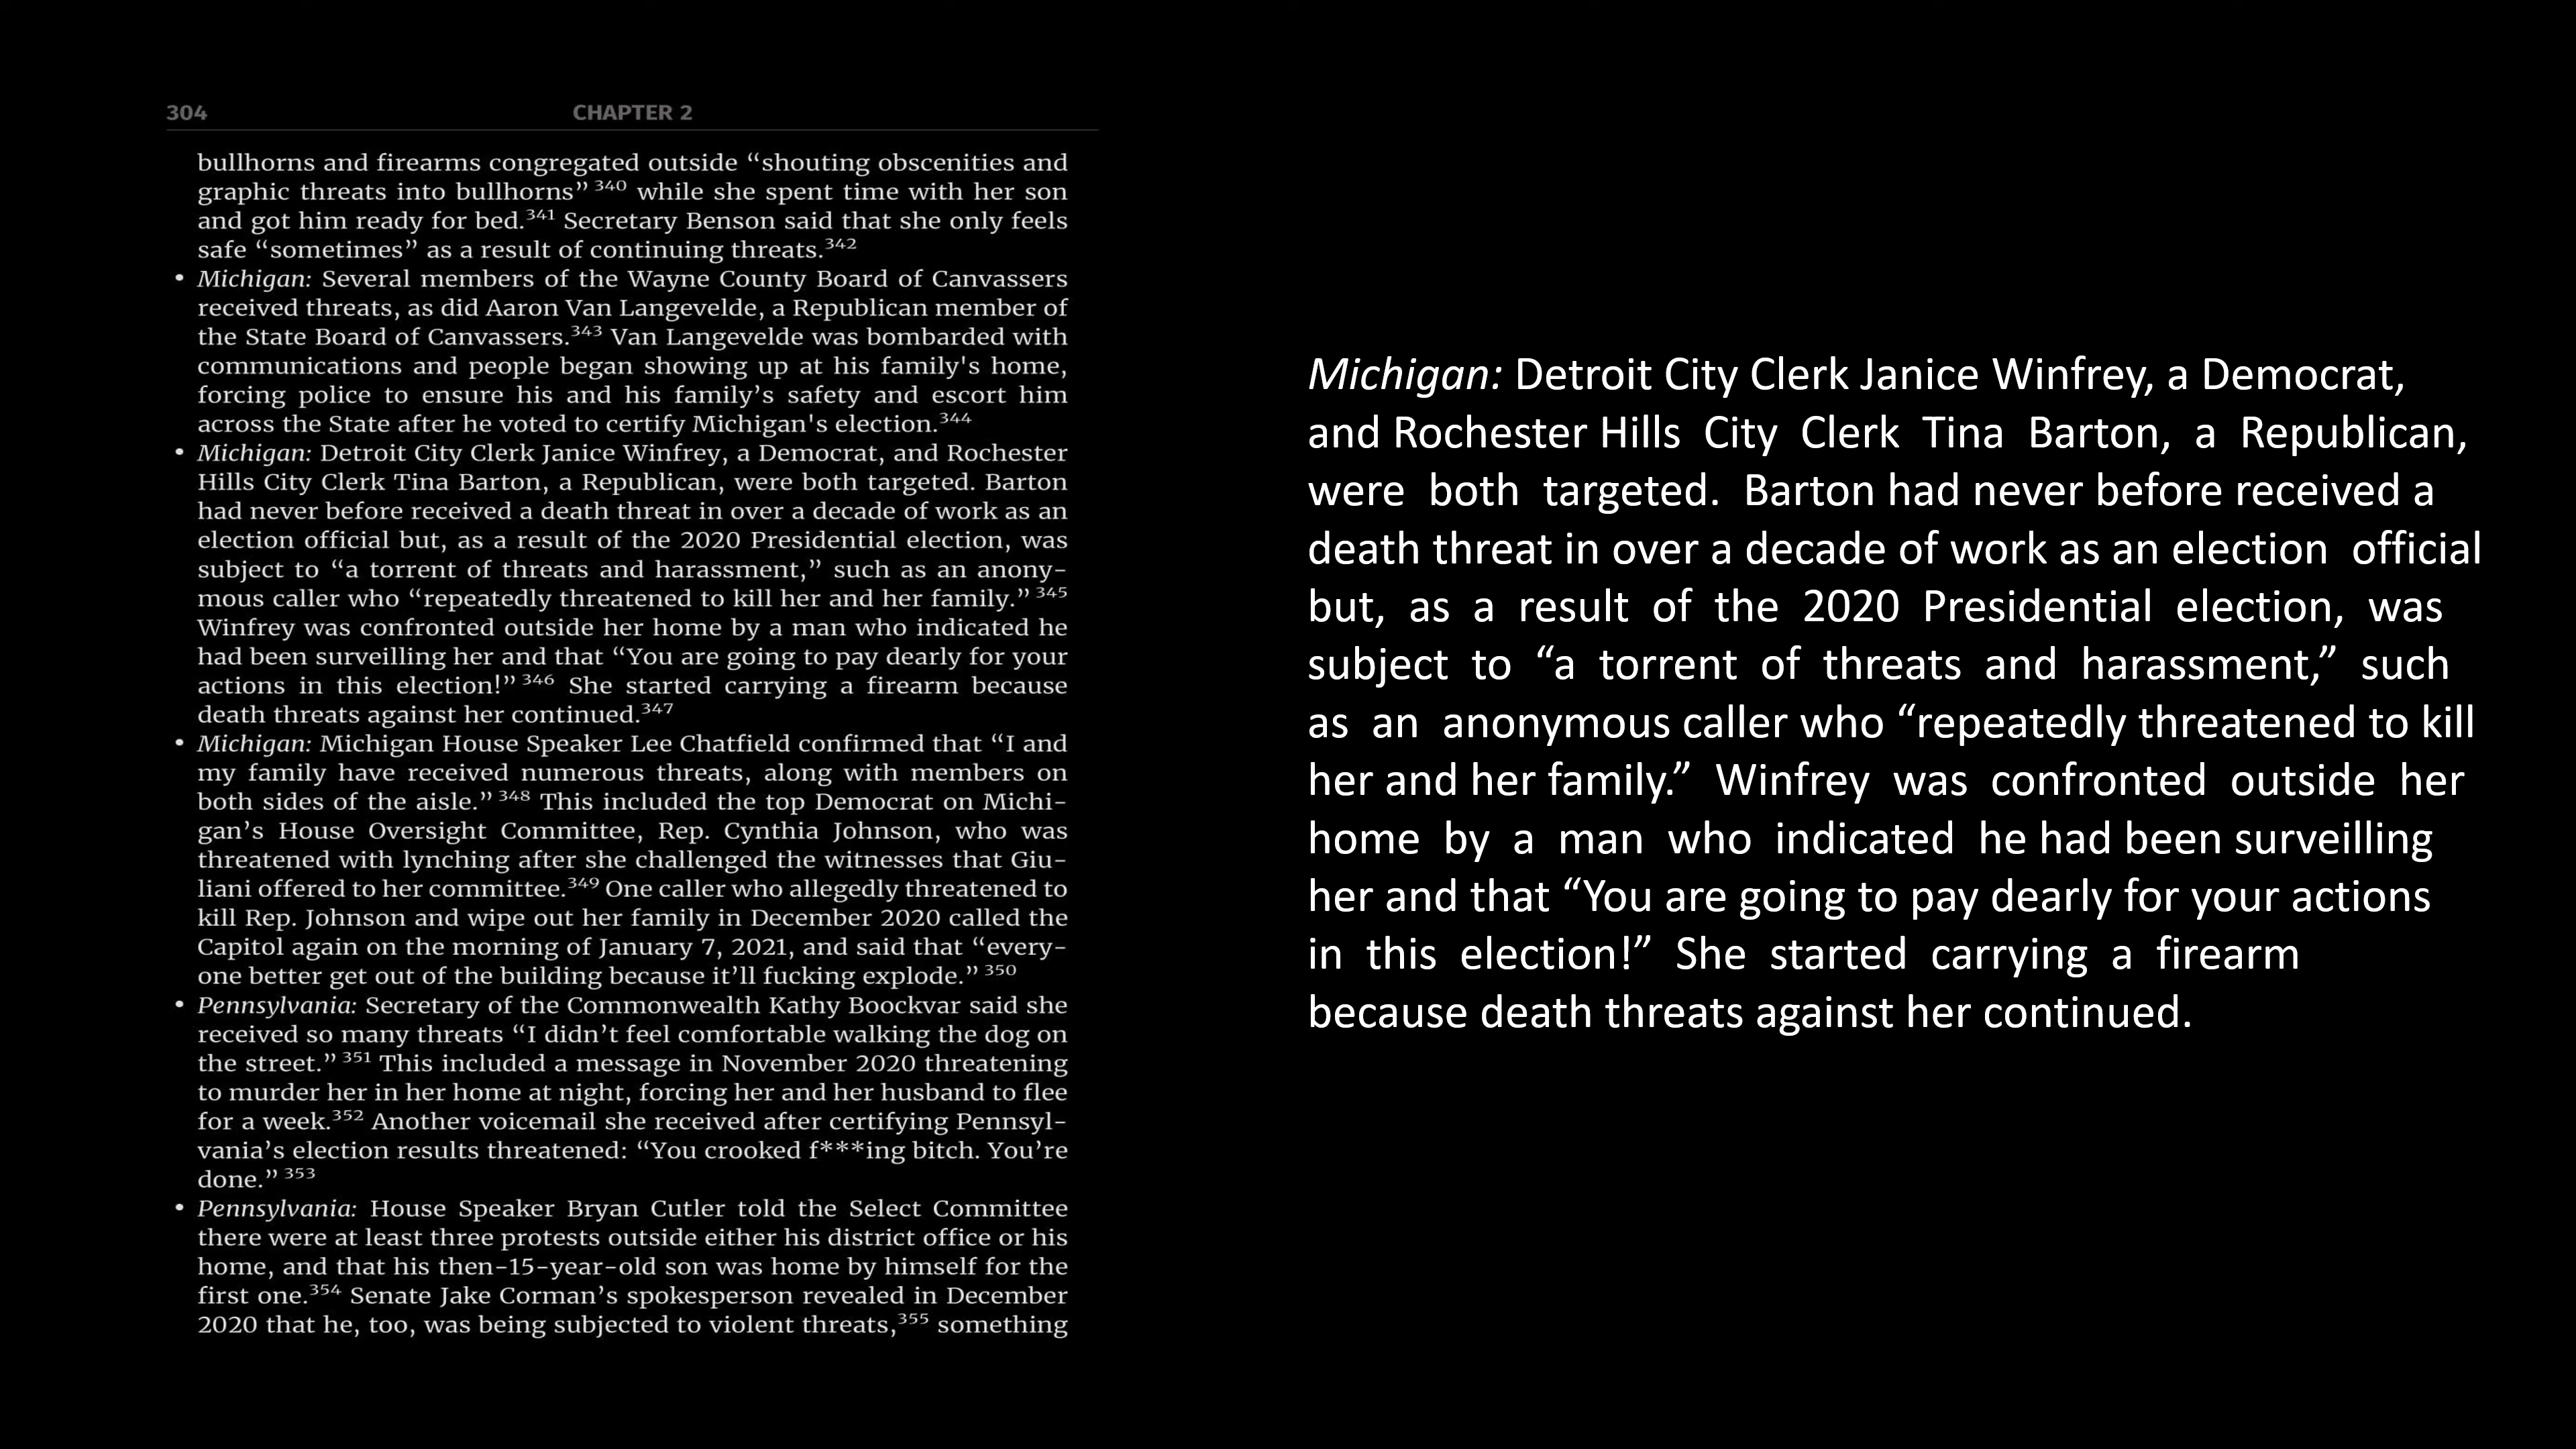 304 CHAPTER 2
bullhorns and firearms congregated outside “shouting obscenities and
graphic threats into bullhorns” 340 while she spent time with her son
and got him ready for bed.341 Secretary Benson said that she only feels
safe “sometimes” as a result of continuing threats.342
• Michigan: Several members of the Wayne County Board of Canvassers
received threats, as did Aaron Van Langevelde, a Republican member of
the State Board of Canvassers.343 Van Langevelde was bombarded with
communications and people began showing up at his family's home,
forcing police to ensure his and his family’s safety and escort him
across the State after he voted to certify Michigan's election.344
• Michigan: Detroit City Clerk Janice Winfrey, a Democrat, and Rochester
Hills City Clerk Tina Barton, a Republican, were both targeted. Barton
had never before received a death threat in over a decade of work as an
election official but, as a result of the 2020 Presidential election, was
subject to “a torrent of threats and harassment,” such as an anony-
mous caller who “repeatedly threatened to kill her and her family.” 345
Winfrey was confronted outside her home by a man who indicated he
had been surveilling her and that “You are going to pay dearly for your
actions in this election!” 346 She started carrying a firearm because
death threats against her continued.347
• Michigan: Michigan House Speaker Lee Chatfield confirmed that “I and
my family have received numerous threats, along with members on
both sides of the aisle.” 348 This included the top Democrat on Michi-
gan’s House Oversight Committee, Rep. Cynthia Johnson, who was
threatened with lynching after she challenged the witnesses that Giu-
liani offered to her committee.349 One caller who allegedly threatened to
kill Rep. Johnson and wipe out her family in December 2020 called the
Capitol again on the morning of January 7, 2021, and said that “every-
one better get out of the building because it’ll fucking explode.” 350
• Pennsylvania: Secretary of the Commonwealth Kathy Boockvar said she
received so many threats “I didn’t feel comfortable walking the dog on
the street.” 351 This included a message in November 2020 threatening
to murder her in her home at night, forcing her and her husband to flee
for a week.352 Another voicemail she received after certifying Pennsyl-
vania’s election results threatened: “You crooked f***ing bitch. You’re
done.” 353
• Pennsylvania: House Speaker Bryan Cutler told the Select Committee
there were at least three protests outside either his district office or his
home, and that his then-15-year-old son was home by himself for the
first one.354 Senate Jake Corman’s spokesperson revealed in December
2020 that he, too, was being subjected to violent threats,355 something
Michigan: Detroit City Clerk Janice Winfrey, a Democrat,
and Rochester Hills City Clerk Tina Barton, a Republican,
were both targeted. Barton had never before received a
death threat in over a decade of work as an election official
but, as a result of the 2020 Presidential election, was
subject to “a torrent of threats and harassment,” such
as an anonymous caller who “repeatedly threatened to kill
her and her family.” Winfrey was confronted outside her
home by a man who indicated he had been surveilling
her and that “You are going to pay dearly for your actions
in this election!” She started carrying a firearm
because death threats against her continued.